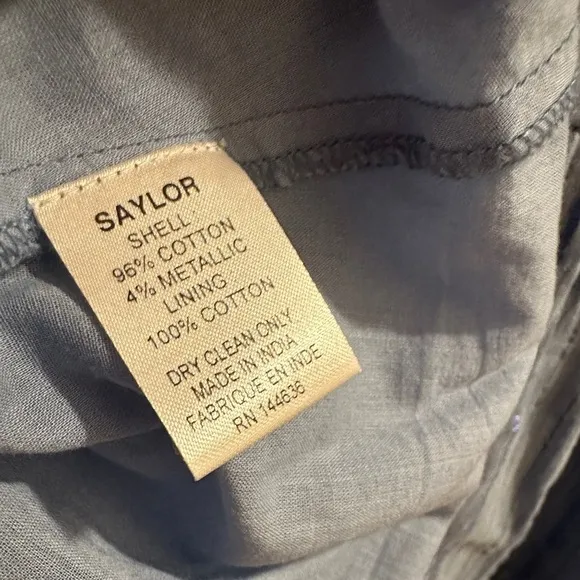 SAYLOR
SHELL
96% COTTON
4% METALLIC
LINING
100% COTTON
DRY CLEAN ONLY
MADE IN INDIA
FABRIQUE EN INDE
RN 144636